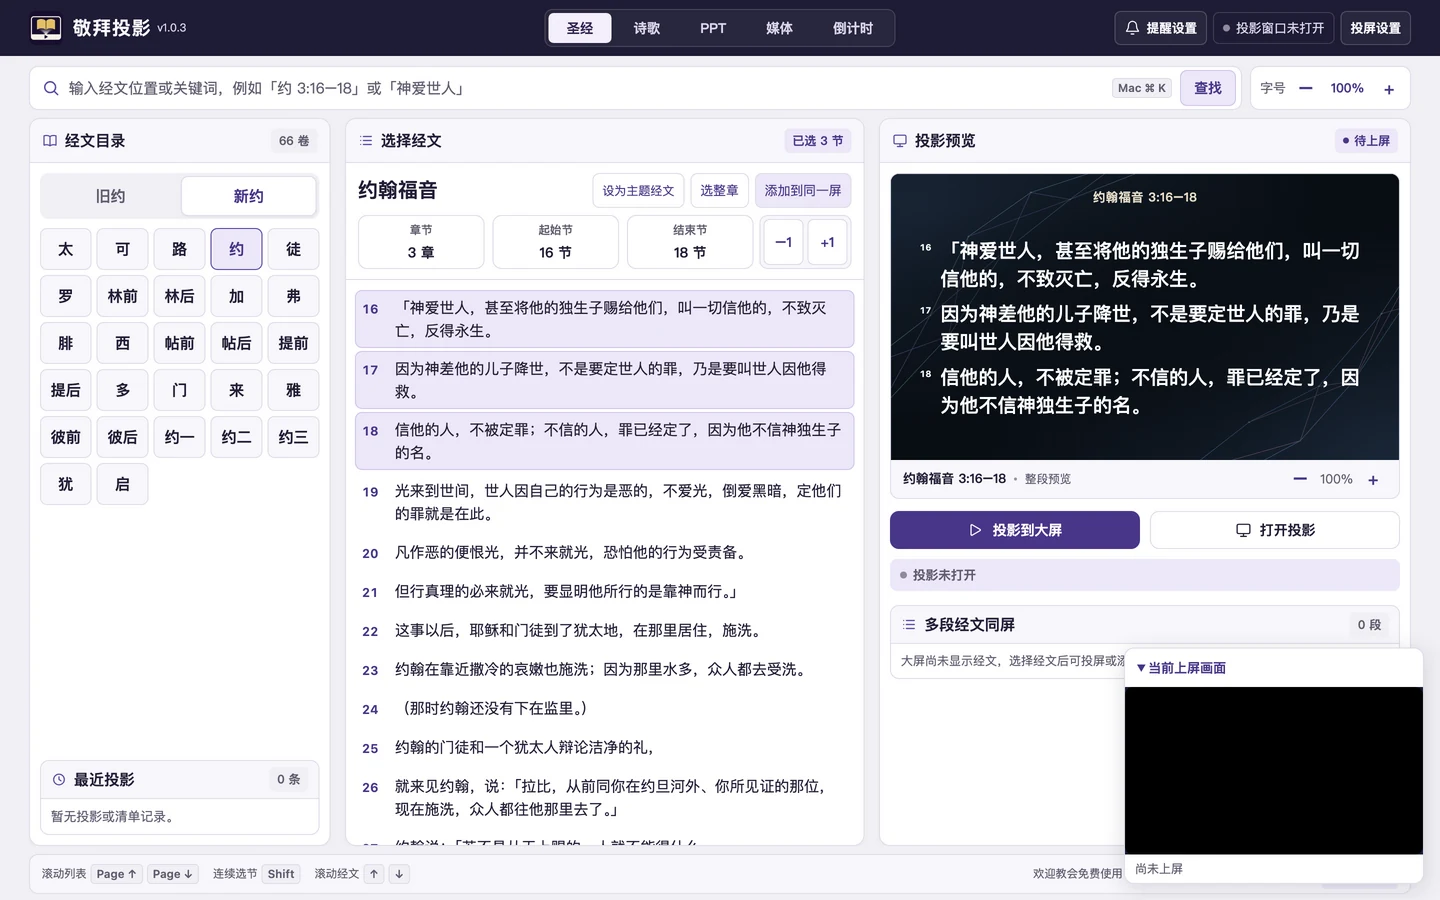 敬拜投影 v1.0.3
圣经 诗歌 PPT 媒体 倒计时
提醒设置 投影窗口未打开 投屏设置
输入经文位置或关键词，例如「约 3:16—18」或「神爱世人」
Mac ⌘ K 查找
字号 — 100% +
经文目录 66 卷
旧约 新约
太 可 路 约 徒
罗 林前 林后 加 弗
腓 西 帖前 帖后 提前
提后 多 门 来 雅
彼前 彼后 约一 约二 约三
犹 启
最近投影 0 条
暂无投影或清单记录。
选择经文 已选 3 节
约翰福音 设为主题经文 选整章 添加到同一屏
章节 起始节 结束节
3 章 16 节 18 节 —1 +1
16 「神爱世人，甚至将他的独生子赐给他们，叫一切信他的，不致灭
亡，反得永生。
17 因为神差他的儿子降世，不是要定世人的罪，乃是要叫世人因他得
救。
18 信他的人，不被定罪；不信的人，罪已经定了，因为他不信神独生子
的名。
19 光来到世间，世人因自己的行为是恶的，不爱光，倒爱黑暗，定他们
的罪就是在此。
20 凡作恶的便恨光，并不来就光，恐怕他的行为受责备。
21 但行真理的必来就光，要显明他所行的是靠神而行。」
22 这事以后，耶稣和门徒到了犹太地，在那里居住，施洗。
23 约翰在靠近撒冷的哀嫩也施洗；因为那里水多，众人都去受洗。
24 （那时约翰还没有下在监里。）
25 约翰的门徒和一个犹太人辩论洁净的礼，
26 就来见约翰，说：「拉比，从前同你在约旦河外、你所见证的那位，
现在施洗，众人都往他那里去了。」
投影预览 待上屏
约翰福音 3:16—18
16 「神爱世人，甚至将他的独生子赐给他们，叫一切
信他的，不致灭亡，反得永生。
17 因为神差他的儿子降世，不是要定世人的罪，乃是
要叫世人因他得救。
18 信他的人，不被定罪；不信的人，罪已经定了，因
为他不信神独生子的名。
约翰福音 3:16—18 · 整段预览 — 100% +
投影到大屏 打开投影
投影未打开
多段经文同屏 0 段
大屏尚未显示经文，选择经文后可投屏或
▼当前上屏画面
尚未上屏
滚动列表 Page ↑ Page ↓ 连续选节 Shift 滚动经文 ↑ ↓
欢迎教会免费使用